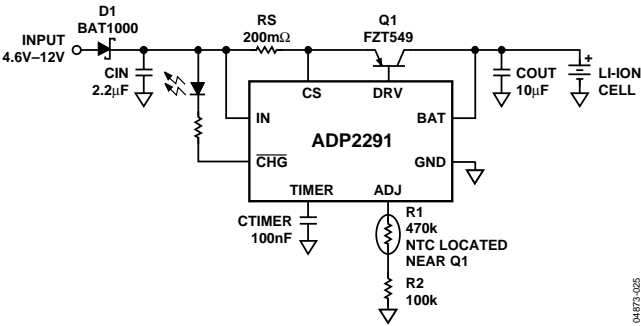 D1
BAT1000
INPUT
4.6V–12V
CIN
2.2µF
RS
200mΩ
Q1
FZT549
COUT
10µF
+
LI-ION
CELL
CS
DRV
IN
BAT
ADP2291
CHG
GND
TIMER
ADJ
CTIMER
100nF
R1
470k
NTC LOCATED
NEAR Q1
R2
100k
04873-025